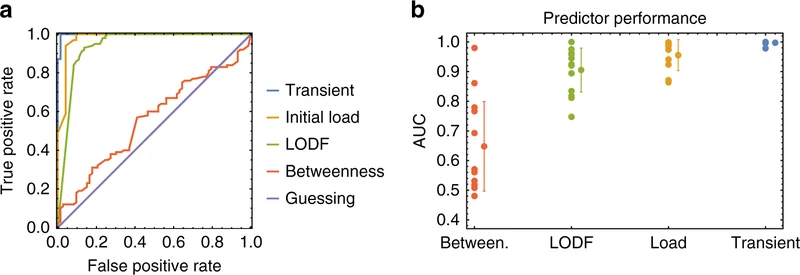 a
True positive rate
1.0
0.8
0.6
0.4
0.2
0.0
0.0 0.2 0.4 0.6 0.8 1.0
False positive rate
Transient
Initial load
LODF
Betweenness
Guessing
b
Predictor performance
AUC
1.0
0.9
0.8
0.7
0.6
0.5
0.4
Between. LODF Load Transient